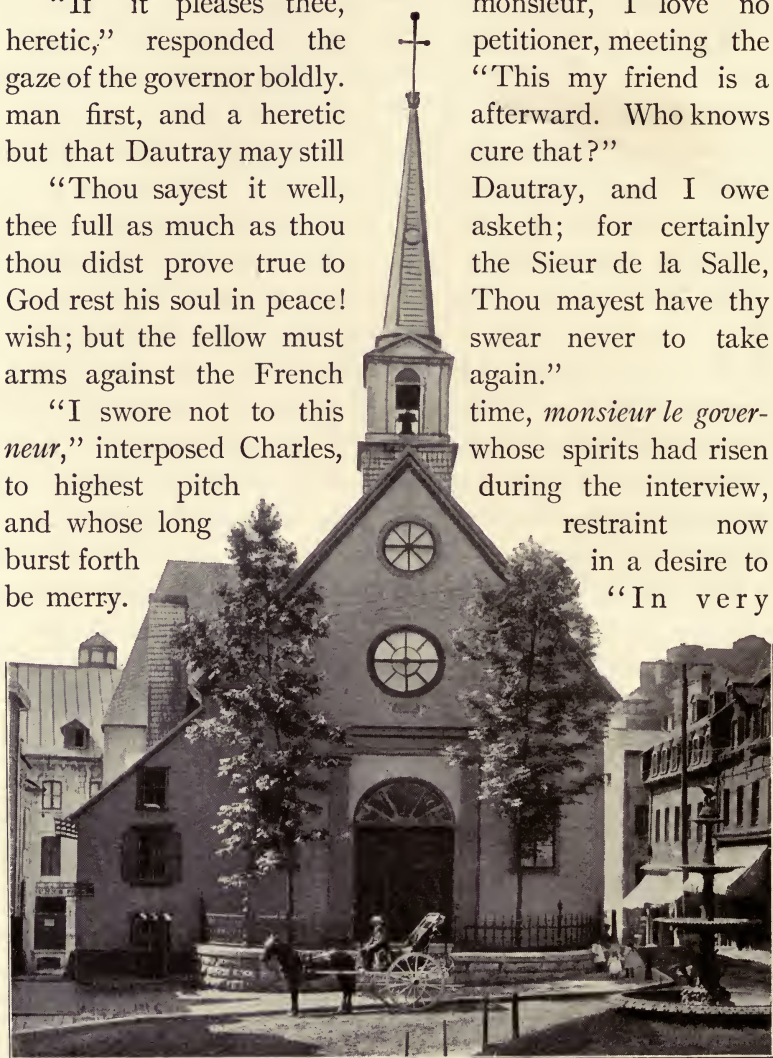 "If it pleases thee, monsieur, I love no
heretic," responded the petitioner, meeting the
gaze of the governor boldly. "This my friend is a
man first, and a heretic afterward. Who knows
but that Dautray may still cure that?"
"Thou sayest it well, Dautray, and I owe
thee full as much as thou asketh; for certainly
thou didst prove true to the Sieur de la Salle,
God rest his soul in peace! Thou mayest have thy
wish; but the fellow must swear never to take
arms against the French again."
"I swore not to this time, monsieur le gover-
neur," interposed Charles, whose spirits had risen
to highest pitch during the interview,
and whose long restraint now
burst forth in a desire to
be merry. "In very